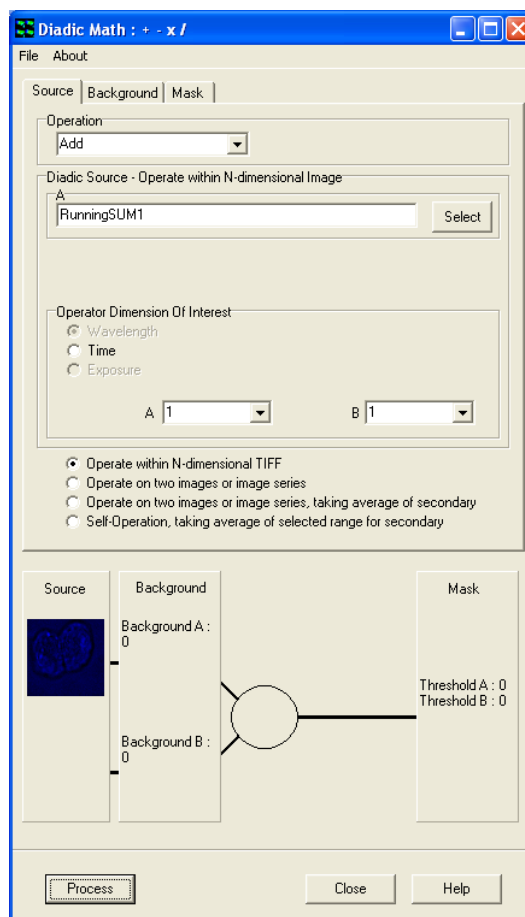 Diadic Math : + - x /
File About
Source Background Mask
Operation
Add
Diadic Source - Operate within N-dimensional Image
A
RunningSUM1 Select
Operator Dimension Of Interest
Wavelength
Time
Exposure
A 1 B 1
Operate within N-dimensional TIFF
Operate on two images or image series
Operate on two images or image series, taking average of secondary
Self-Operation, taking average of selected range for secondary
Source Background Mask
Background A :
0
Threshold A : 0
Threshold B : 0
Background B :
0
Process Close Help